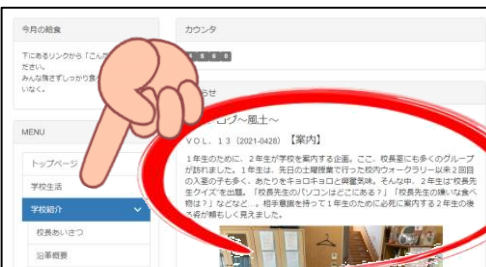 今月の給食
下にあるリンクから「こん
ださい。
みんな残さずしっかり食
いなく。
MENU
トップページ
学校生活
学校紹介
校長あいさつ
沿革概要
カウンタ
らせ
ログ～風土～
VOL. 13 (2021-0428) 【案内】
1年生のために、2年生が学校を案内する企画。ここ、校長室にも多くのグループ
が訪れました。1年生は、先日の土曜授業で行った校内ウォークラリー以来2回目
の入室の子も多く、あたりをキョロキョロと興奮気味。そんな中、2年生は"校長先
生クイズ"を出題。「校長先生のパソコンはどこにある？」「校長先生の嫌いな食べ
物は？」などなど…。相手意識を持って1年生のために必死に案内する2年生の後
ろ姿が頼もしく見えました。